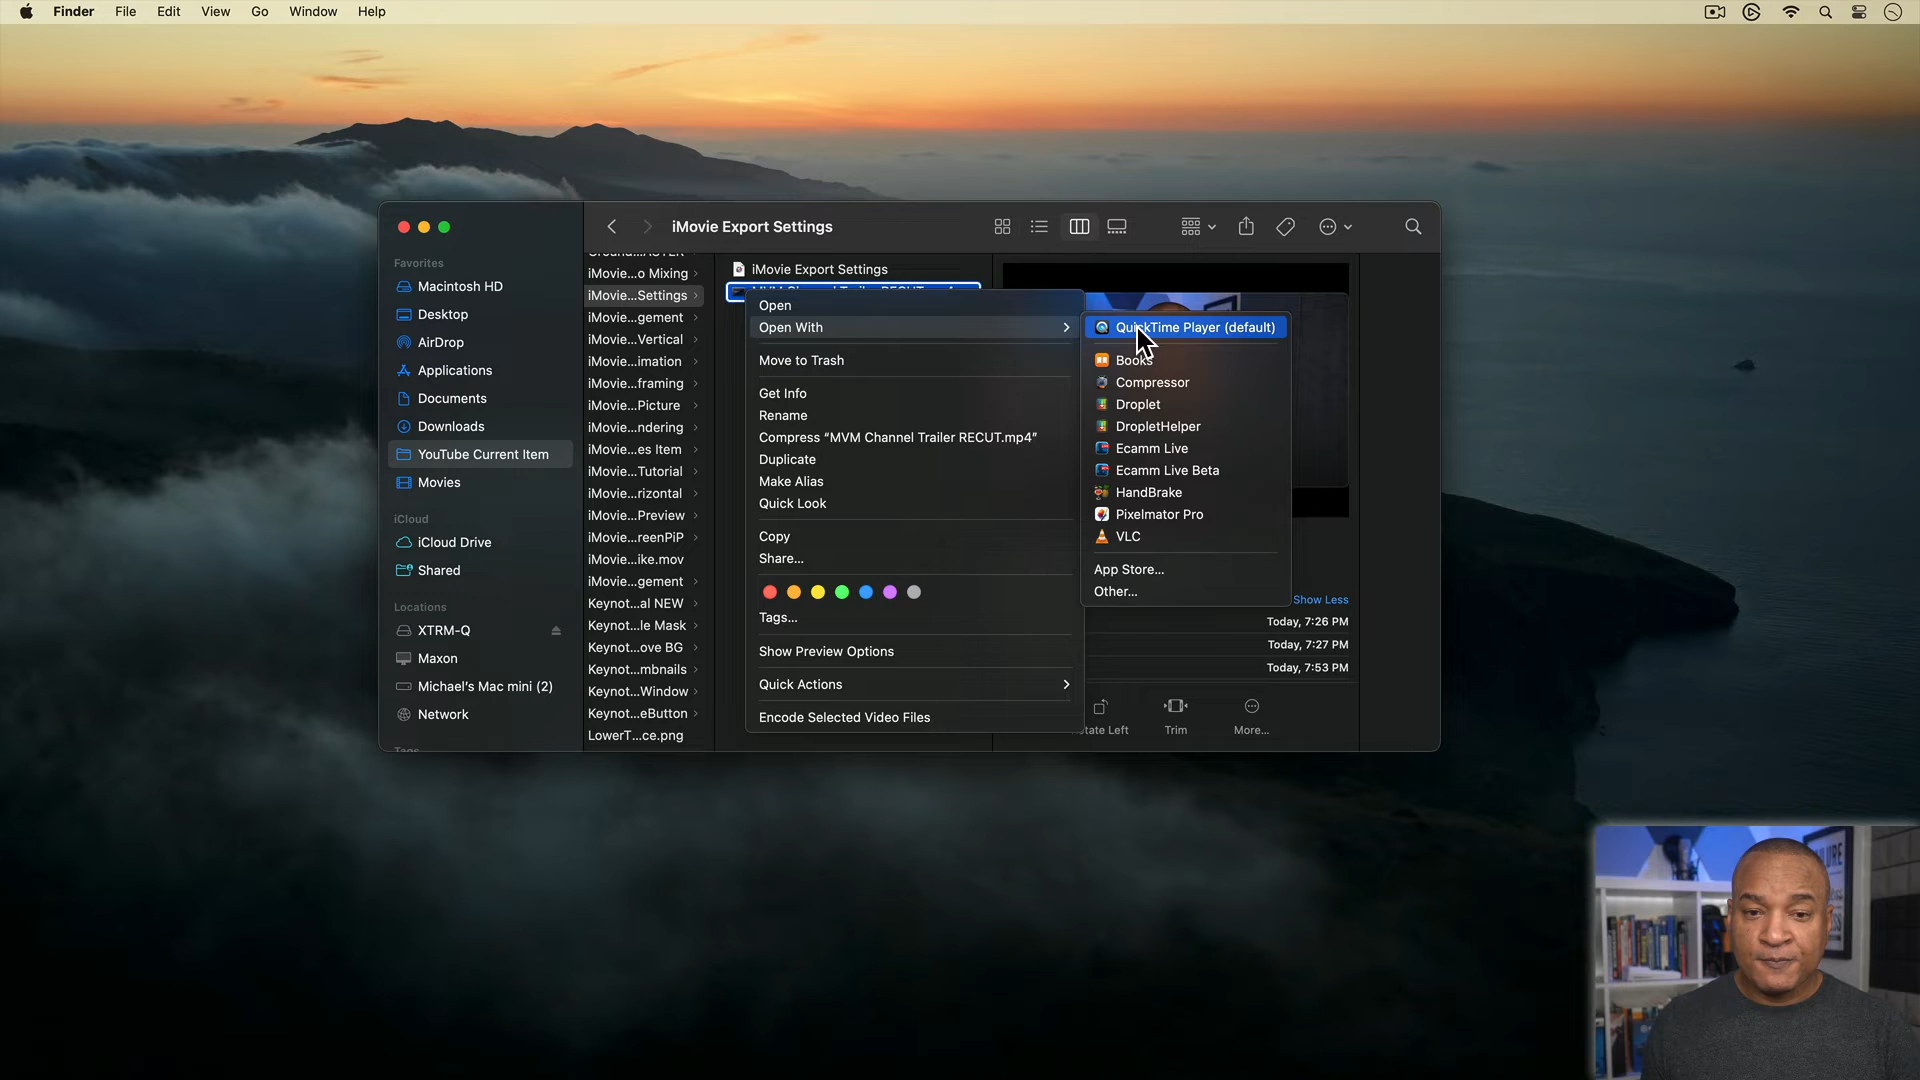 Finder File Edit View Go Window Help
iMovie Export Settings
Favorites
Macintosh HD
Desktop
AirDrop
Applications
Documents
Downloads
YouTube Current Item
Movies
iCloud
iCloud Drive
Shared
Locations
XTRM-Q
Maxon
Michael's Mac mini (2)
Network
iMovie...o Mixing
iMovie...Settings
iMovie...gement
iMovie...Vertical
iMovie...imation
iMovie...framing
iMovie...Picture
iMovie...ndering
iMovie...es Item
iMovie...Tutorial
iMovie...rizontal
iMovie...Preview
iMovie...reenPiP
iMovie...ike.mov
iMovie...gement
Keynot...al NEW
Keynot...le Mask
Keynot...ove BG
Keynot...mbnails
Keynot...Window
Keynot...eButton
LowerT...ce.png
iMovie Export Settings
Open
Open With
Move to Trash
Get Info
Rename
Compress “MVM Channel Trailer RECUT.mp4”
Duplicate
Make Alias
Quick Look
Copy
Share...
Tags...
Show Preview Options
Quick Actions
Encode Selected Video Files
QuickTime Player (default)
Books
Compressor
Droplet
DropletHelper
Ecamm Live
Ecamm Live Beta
HandBrake
Pixelmator Pro
VLC
App Store...
Other...
Show Less
Today, 7:26 PM
Today, 7:27 PM
Today, 7:53 PM
tate Left
Trim
More...